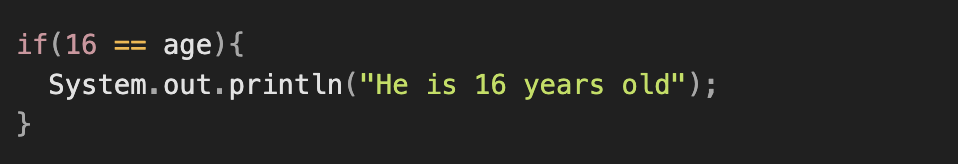 if(16 == age){
  System.out.println("He is 16 years old");
}